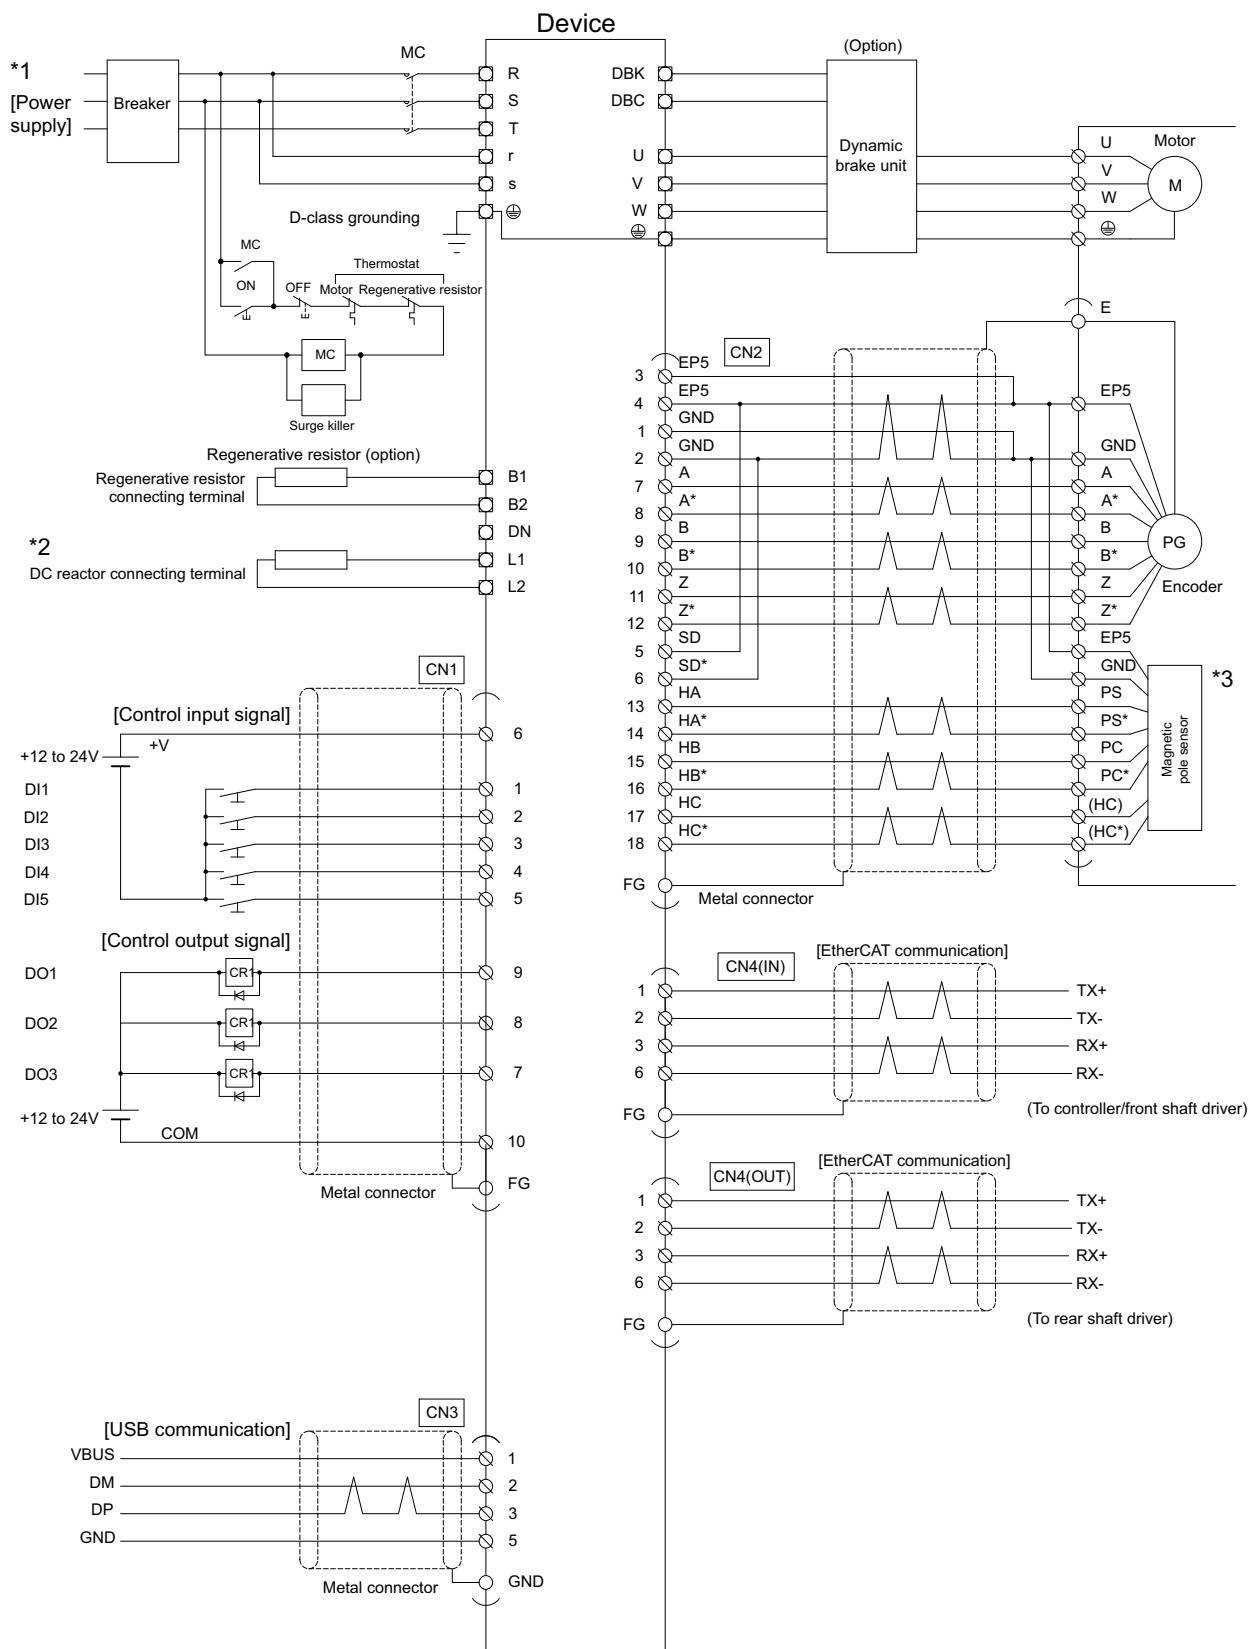 Device
*1
[Power
supply]
Breaker
MC
R
S
T
r
s
D-class grounding
MC
ON
OFF
Thermostat
Motor
Regenerative resistor
MC
Surge killer
Regenerative resistor (option)
Regenerative resistor
connecting terminal
B1
B2
DN
*2
DC reactor connecting terminal
L1
L2
(Option)
DBK
DBC
U
V
W
Dynamic
brake unit
U
V
W
Motor
M
E
CN2
3 EP5
4 EP5
1 GND
2 GND
7 A
8 A*
9 B
10 B*
11 Z
12 Z*
5 SD
6 SD*
13 HA
14 HA*
15 HB
16 HB*
17 HC
18 HC*
FG
Metal connector
EP5
GND
A
A*
B
B*
Z
Z*
PG
Encoder
EP5
GND
PS
PS*
PC
PC*
(HC)
(HC*)
Magnetic
pole sensor
*3
CN1
[Control input signal]
+V
6
+12 to 24V
DI1 1
DI2 2
DI3 3
DI4 4
DI5 5
[Control output signal]
DO1 CR1 9
DO2 CR1 8
DO3 CR1 7
+12 to 24V
COM 10
Metal connector
FG
CN4(IN)
[EtherCAT communication]
1 TX+
2 TX-
3 RX+
6 RX-
FG
(To controller/front shaft driver)
CN4(OUT)
[EtherCAT communication]
1 TX+
2 TX-
3 RX+
6 RX-
FG
(To rear shaft driver)
CN3
[USB communication]
VBUS 1
DM 2
DP 3
GND 5
Metal connector
GND